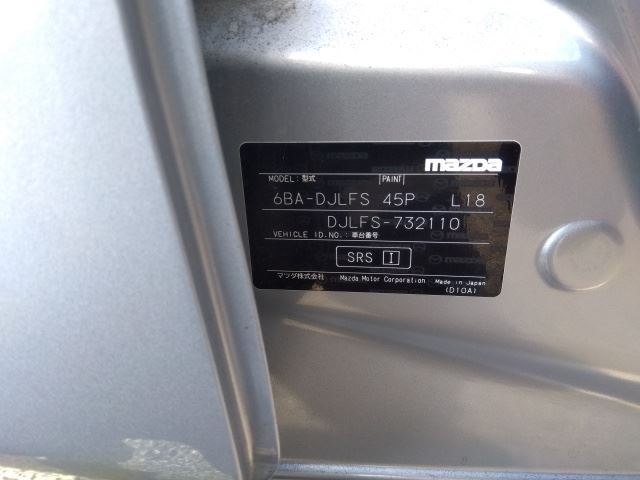 mazda
MODEL:型式 PAINT
6BA-DJLFS 45P L18
DJLFS-732110
VEHICLE ID.NO.:車台番号
SRS I
マツダ株式会社 Mazda Motor Corporation Made in Japan
(D10A)